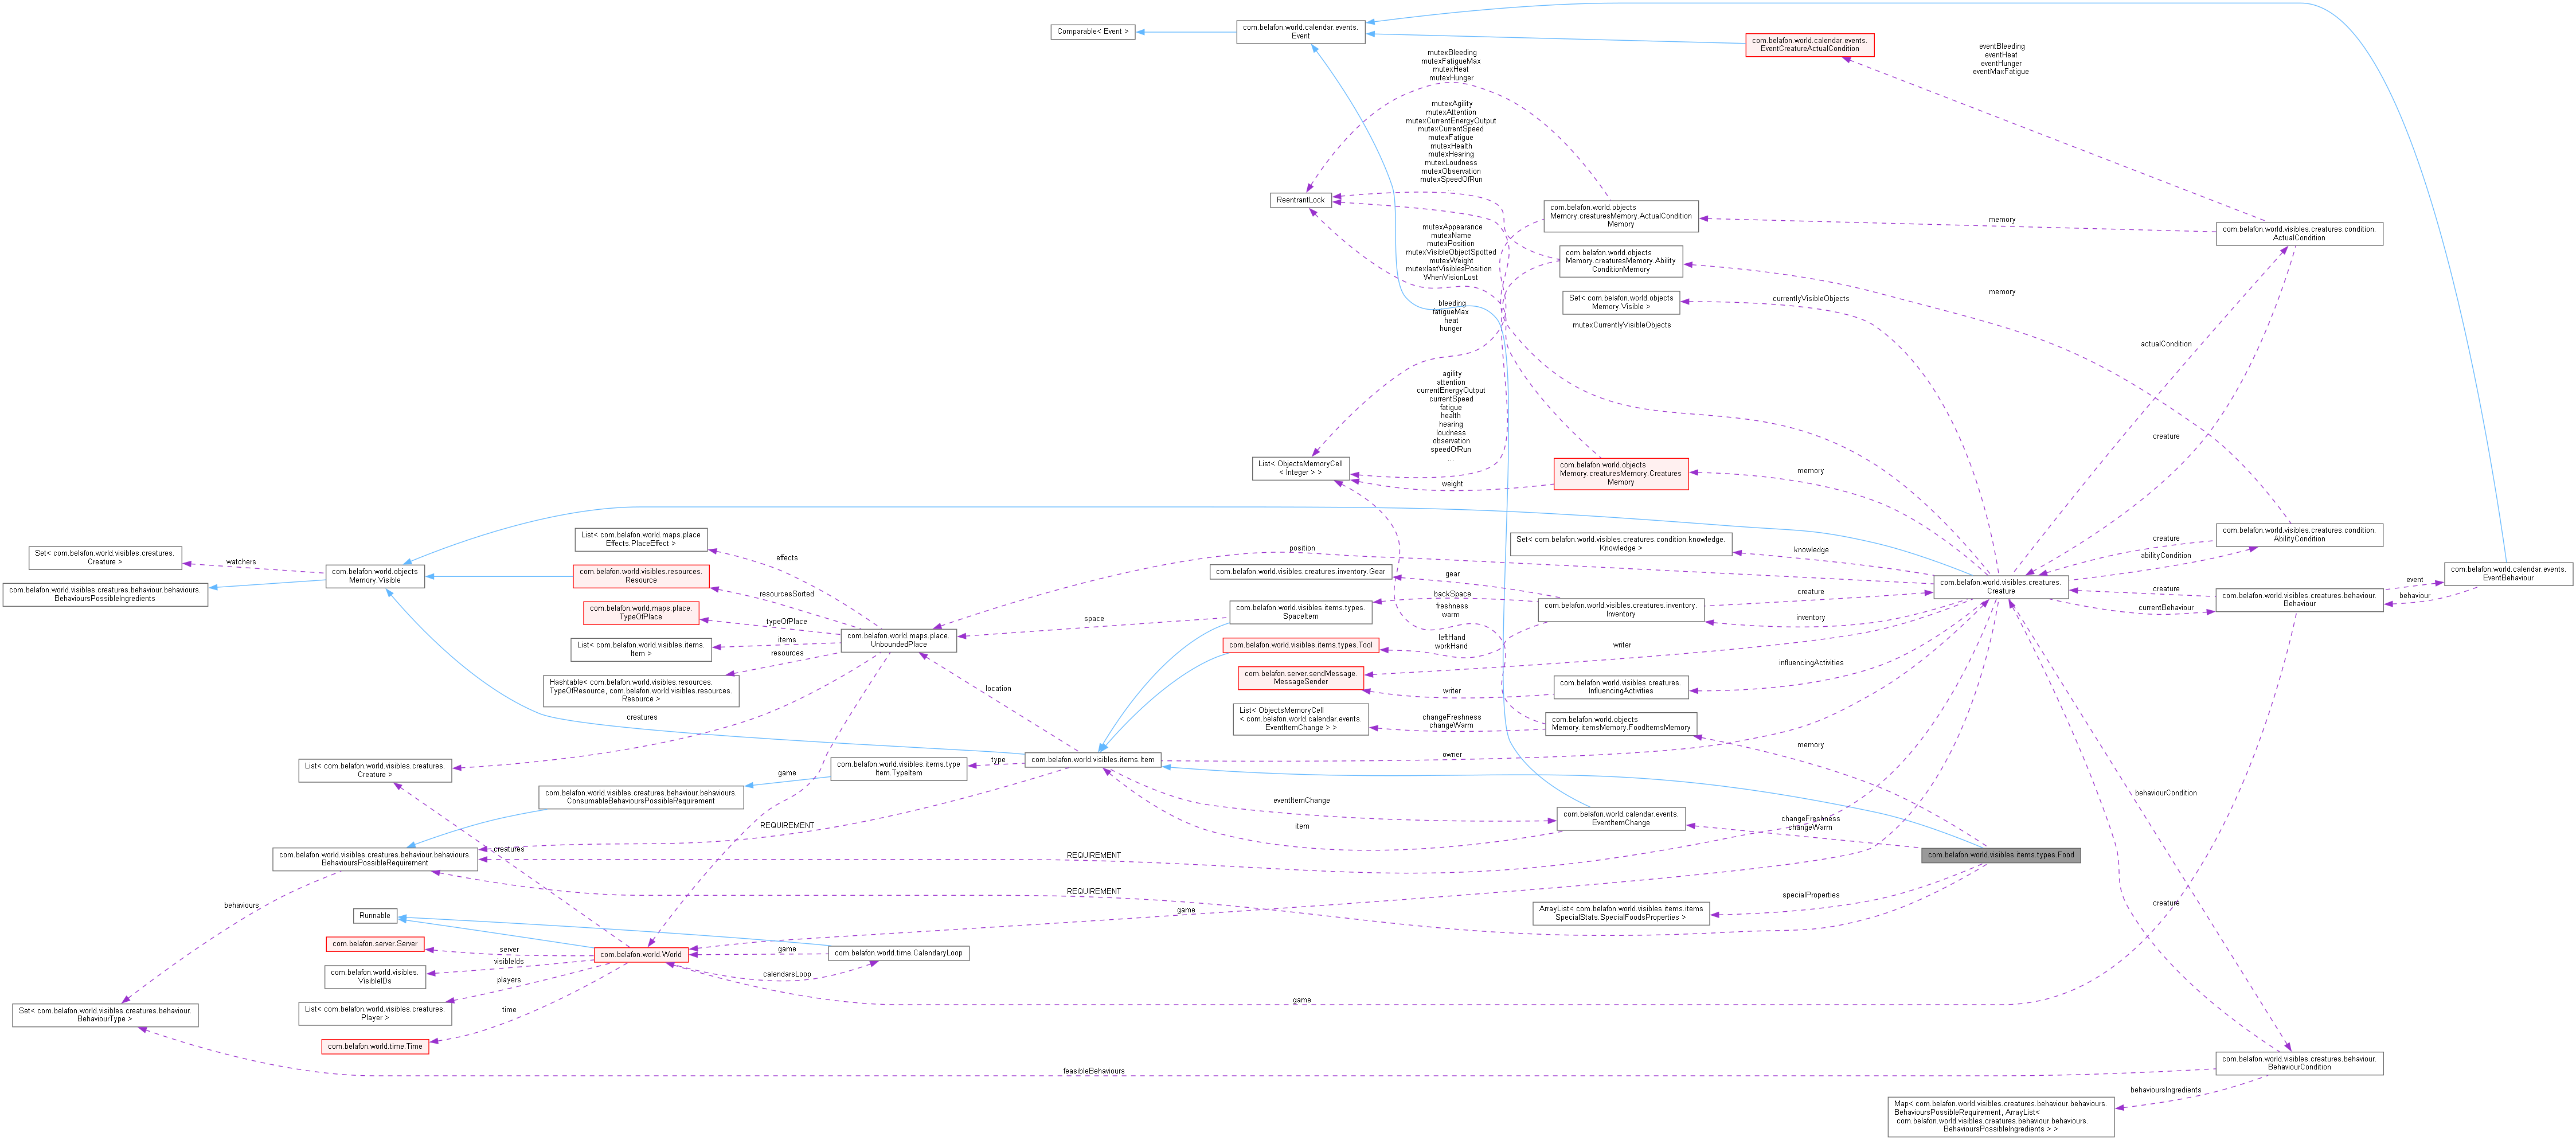 Comparable< Event >
com.belafon.world.calendar.events.
Event
com.belafon.world.calendar.events.
EventCreatureActualCondition
eventBleeding
eventHeat
eventHunger
eventMaxFatigue
mutexBleeding
mutexFatigueMax
mutexHeat
mutexHunger
mutexAgility
mutexAttention
mutexCurrentEnergyOutput
mutexCurrentSpeed
mutexFatigue
mutexHealth
mutexHearing
mutexLoudness
mutexObservation
mutexSpeedOfRun
...
ReentrantLock
com.belafon.world.objects
Memory.creaturesMemory.ActualCondition
Memory
memory
com.belafon.world.visibles.creatures.condition.
ActualCondition
mutexAppearance
mutexName
mutexPosition
mutexVisibleObjectSpotted
mutexWeight
mutexlastVisiblesPosition
WhenVisionLost
com.belafon.world.objects
Memory.creaturesMemory.Ability
ConditionMemory
memory
Set< com.belafon.world.objects
Memory.Visible >
currentlyVisibleObjects
mutexCurrentlyVisibleObjects
bleeding
fatigueMax
heat
hunger
actualCondition
agility
attention
currentEnergyOutput
currentSpeed
fatigue
health
hearing
loudness
observation
speedOfRun
...
creature
List< ObjectsMemoryCell
< Integer > >
weight
com.belafon.world.objects
Memory.creaturesMemory.Creatures
Memory
memory
Set< com.belafon.world.visibles.creatures.
Creature >
watchers
com.belafon.world.objects
Memory.Visible
com.belafon.world.visibles.creatures.behaviour.behaviours.
BehavioursPossibleIngredients
List< com.belafon.world.maps.place
Effects.PlaceEffect >
effects
com.belafon.world.visibles.resources.
Resource
resourcesSorted
com.belafon.world.maps.place.
TypeOfPlace
typeOfPlace
List< com.belafon.world.visibles.items.
Item >
items
resources
Hashtable< com.belafon.world.visibles.resources.
TypeOfResource, com.belafon.world.visibles.resources.
Resource >
com.belafon.world.maps.place.
UnboundedPlace
position
space
Set< com.belafon.world.visibles.creatures.condition.knowledge.
Knowledge >
knowledge
com.belafon.world.visibles.creatures.inventory.Gear
gear
backSpace
com.belafon.world.visibles.items.types.
SpaceItem
freshness
warm
com.belafon.world.visibles.creatures.inventory.
Inventory
creature
inventory
com.belafon.world.visibles.creatures.
Creature
creature
abilityCondition
com.belafon.world.visibles.creatures.condition.
AbilityCondition
creature
currentBehaviour
com.belafon.world.visibles.creatures.behaviour.
Behaviour
event
behaviour
com.belafon.world.calendar.events.
EventBehaviour
com.belafon.world.visibles.items.types.Tool
leftHand
workHand
writer
com.belafon.server.sendMessage.
MessageSender
writer
com.belafon.world.visibles.creatures.
InfluencingActivities
influencingActivities
location
creatures
List< ObjectsMemoryCell
< com.belafon.world.calendar.events.
EventItemChange > >
changeFreshness
changeWarm
com.belafon.world.objects
Memory.itemsMemory.FoodItemsMemory
memory
List< com.belafon.world.visibles.creatures.
Creature >
game
com.belafon.world.visibles.items.type
Item.TypeItem
type
com.belafon.world.visibles.items.Item
owner
com.belafon.world.visibles.creatures.behaviour.behaviours.
ConsumableBehavioursPossibleRequirement
eventItemChange
item
com.belafon.world.calendar.events.
EventItemChange
changeFreshness
changeWarm
behaviourCondition
REQUIREMENT
creatures
com.belafon.world.visibles.creatures.behaviour.behaviours.
BehavioursPossibleRequirement
REQUIREMENT
com.belafon.world.visibles.items.types.Food
REQUIREMENT
specialProperties
behaviours
game
ArrayList< com.belafon.world.visibles.items.items
SpecialStats.SpecialFoodsProperties >
creature
Runnable
com.belafon.server.Server
server
com.belafon.world.World
game
com.belafon.world.time.CalendaryLoop
com.belafon.world.visibles.
VisibleIDs
visibleIds
players
calendarsLoop
List< com.belafon.world.visibles.creatures.
Player >
time
game
Set< com.belafon.world.visibles.creatures.behaviour.
BehaviourType >
com.belafon.world.time.Time
feasibleBehaviours
com.belafon.world.visibles.creatures.behaviour.
BehaviourCondition
behavioursIngredients
Map< com.belafon.world.visibles.creatures.behaviour.behaviours.
BehavioursPossibleRequirement, ArrayList<
com.belafon.world.visibles.creatures.behaviour.behaviours.
BehavioursPossibleIngredients > >